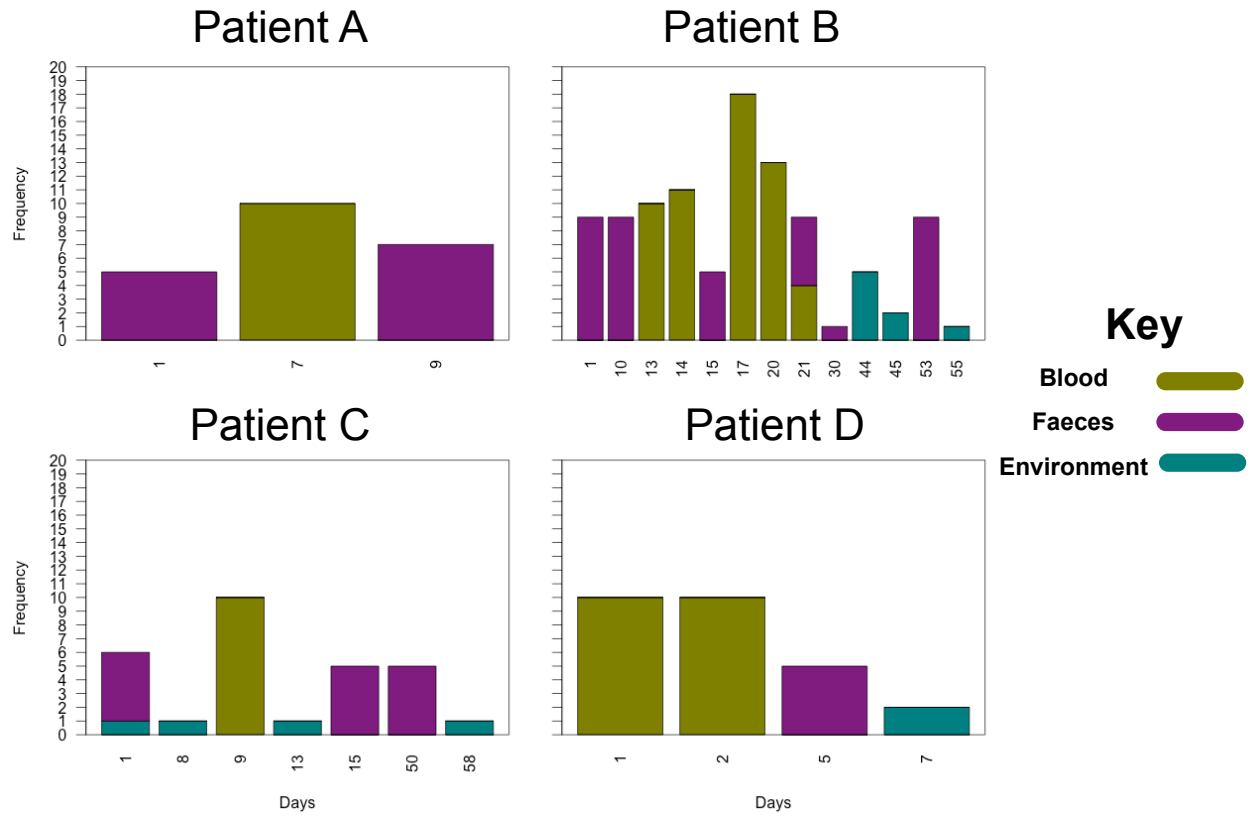 Patient A
Patient B
Frequency
20
19
18
17
16
15
14
13
12
11
10
9
8
7
6
5
4
3
2
1
0
1 7 9
1 10 13 14 15 17 20 21 30 44 45 53 55
Key
Blood
Faeces
Environment
Patient C
Patient D
Frequency
20
19
18
17
16
15
14
13
12
11
10
9
8
7
6
5
4
3
2
1
0
1 8 9 13 15 50 58
1 2 5 7
Days
Days